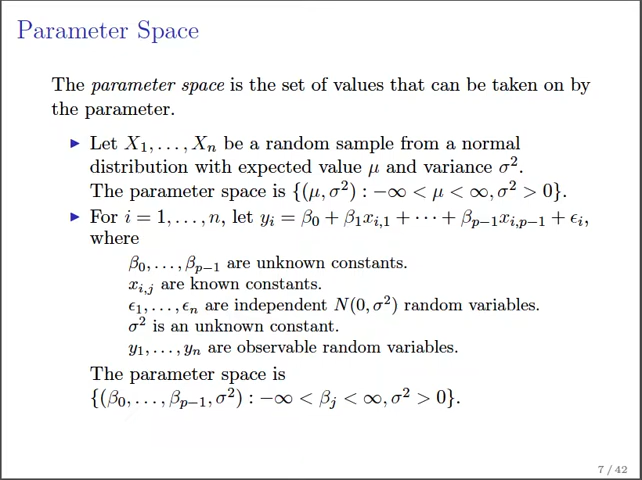 Parameter Space
The parameter space is the set of values that can be taken on by
the parameter.
▶ Let X₁, . . . , Xₙ be a random sample from a normal
distribution with expected value μ and variance σ².
The parameter space is {(μ, σ²) : −∞ < μ < ∞, σ² > 0}.
▶ For i = 1, . . . , n, let yᵢ = β₀ + β₁xᵢ,₁ + · · · + βₚ₋₁xᵢ,ₚ₋₁ + ϵᵢ,
where
β₀, . . . , βₚ₋₁ are unknown constants.
xᵢ,ⱼ are known constants.
ϵ₁, . . . , ϵₙ are independent N(0, σ²) random variables.
σ² is an unknown constant.
y₁, . . . , yₙ are observable random variables.
The parameter space is
{(β₀, . . . , βₚ₋₁, σ²) : −∞ < βⱼ < ∞, σ² > 0}.
7 / 42